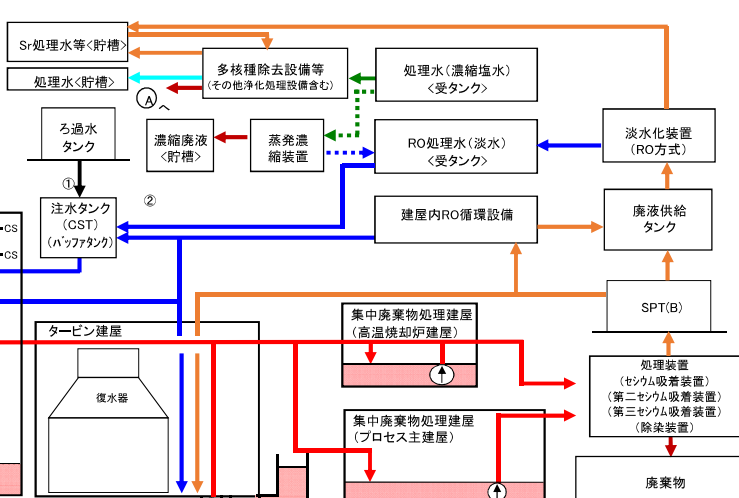 Sr処理水等<貯槽>
処理水<貯槽>
多核種除去設備等
(その他浄化処理設備含む)
処理水(濃縮塩水)
<受タンク>
Aへ
ろ過水
タンク
濃縮廃液
<貯槽>
蒸発濃
縮装置
RO処理水(淡水)
<受タンク>
淡水化装置
(RO方式)
①
②
注水タンク
(CST)
(バッファタンク)
建屋内RO循環設備
廃液供給
タンク
CS
CS
SPT(B)
タービン建屋
復水器
集中廃棄物処理建屋
(高温焼却炉建屋)
処理装置
(セシウム吸着装置)
(第二セシウム吸着装置)
(第三セシウム吸着装置)
(除染装置)
集中廃棄物処理建屋
(プロセス主建屋)
廃棄物